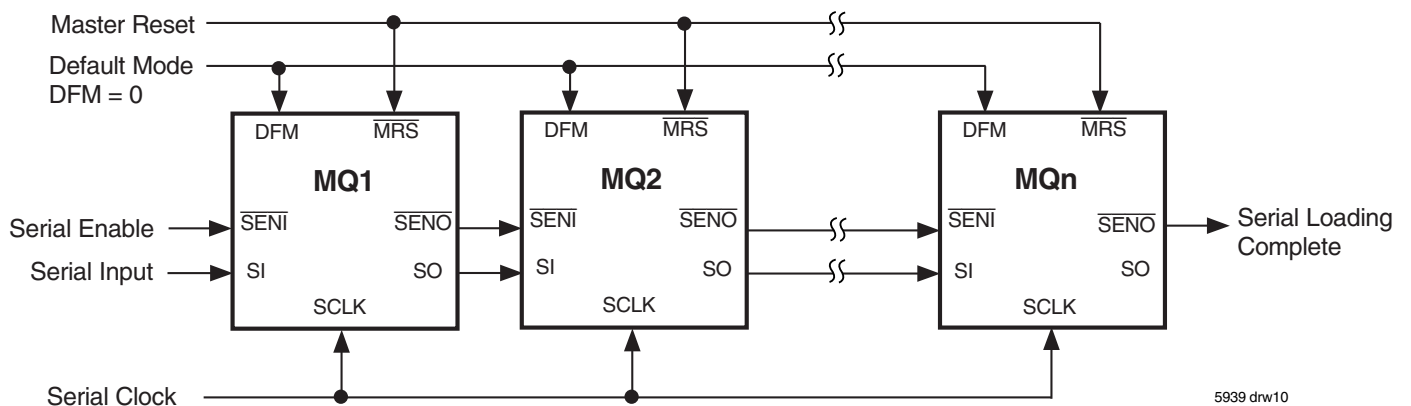 Master Reset
Default Mode
DFM = 0
DFM
MRS
DFM
MRS
DFM
MRS
MQ1
MQ2
MQn
Serial Enable
SENI
SENO
SENI
SENO
SENI
SENO
Serial Loading
Complete
Serial Input
SI
SO
SI
SO
SI
SO
SCLK
SCLK
SCLK
Serial Clock
5939 drw10